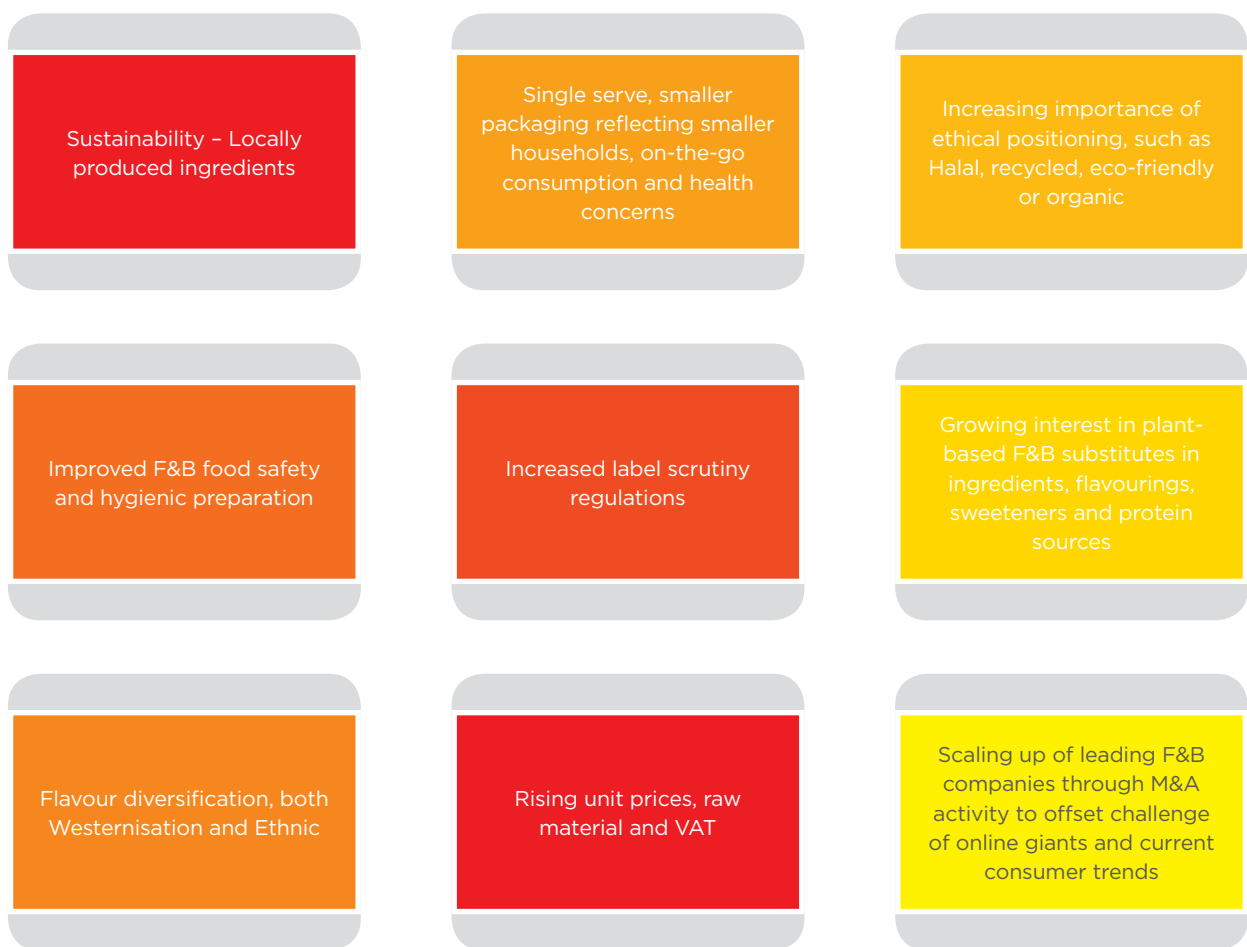 Sustainability – Locally
produced ingredients
Single serve, smaller
packaging reflecting smaller
households, on-the-go
consumption and health
concerns
Increasing importance of
ethical positioning, such as
Halal, recycled, eco-friendly
or organic
Improved F&B food safety
and hygienic preparation
Increased label scrutiny
regulations
Growing interest in plant-
based F&B substitutes in
ingredients, flavourings,
sweeteners and protein
sources
Flavour diversification, both
Westernisation and Ethnic
Rising unit prices, raw
material and VAT
Scaling up of leading F&B
companies through M&A
activity to offset challenge
of online giants and current
consumer trends